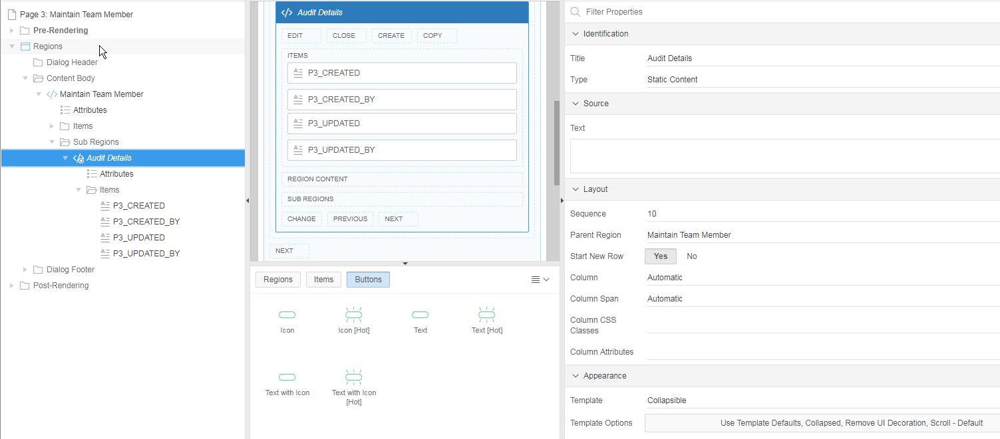 Page 3: Maintain Team Member
Pre-Rendering
Regions
Dialog Header
Content Body
Maintain Team Member
Attributes
Items
Sub Regions
Audit Details
Attributes
Items
P3_CREATED
P3_CREATED_BY
P3_UPDATED
P3_UPDATED_BY
Dialog Footer
Post-Rendering
Audit Details
EDIT CLOSE CREATE COPY
ITEMS
P3_CREATED
P3_CREATED_BY
P3_UPDATED
P3_UPDATED_BY
REGION CONTENT
SUB REGIONS
CHANGE PREVIOUS NEXT
NEXT
Regions Items Buttons
Icon Icon [Hot] Text Text [Hot]
Text with Icon Text with Icon
[Hot]
Filter Properties
Identification
Title Audit Details
Type Static Content
Source
Text
Layout
Sequence 10
Parent Region Maintain Team Member
Start New Row Yes No
Column Automatic
Column Span Automatic
Column CSS
Classes
Column Attributes
Appearance
Template Collapsible
Template Options Use Template Defaults, Collapsed, Remove UI Decoration, Scroll - Default